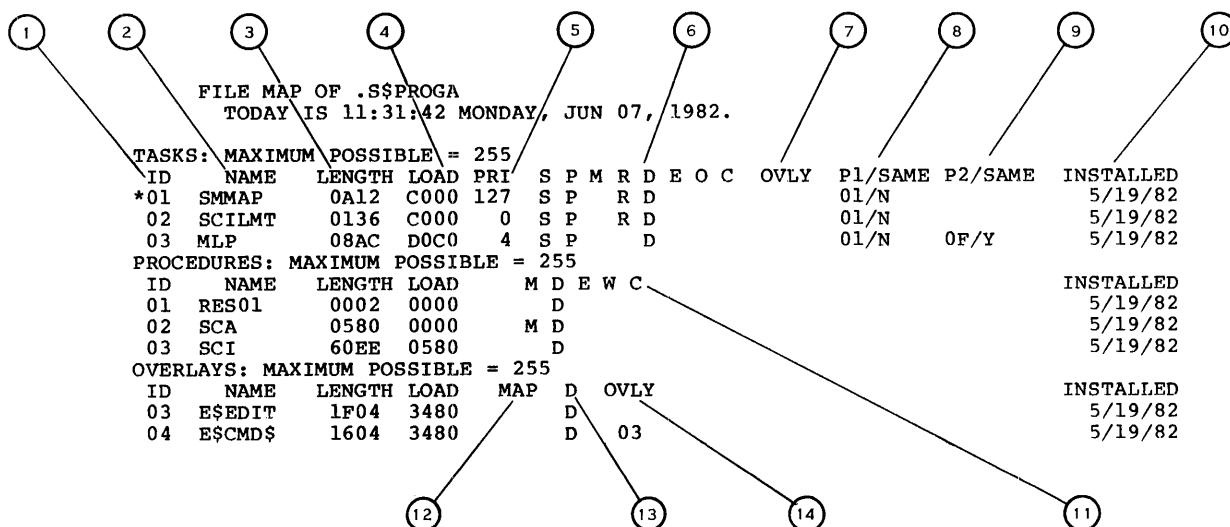 1 2 3 4 5 6 7 8 9 10
FILE MAP OF .S$PROGA
TODAY IS 11:31:42 MONDAY, JUN 07, 1982.
TASKS: MAXIMUM POSSIBLE = 255
ID NAME LENGTH LOAD PRI S P M R D E O C OVLY P1/SAME P2/SAME INSTALLED
*01 SMMAP 0A12 C000 127 S P R D 01/N 5/19/82
02 SCILMT 0136 C000 0 S P R D 01/N 5/19/82
03 MLP 08AC D0C0 4 S P D 01/N 0F/Y 5/19/82
PROCEDURES: MAXIMUM POSSIBLE = 255
ID NAME LENGTH LOAD M D E W C INSTALLED
01 RES01 0002 0000 D 5/19/82
02 SCA 0580 0000 M D 5/19/82
03 SCI 60EE 0580 D 5/19/82
OVERLAYS: MAXIMUM POSSIBLE = 255
ID NAME LENGTH LOAD MAP D OVLY INSTALLED
03 E$EDIT 1F04 3480 D 5/19/82
04 E$CMD$ 1604 3480 D 03 5/19/82
12 13 14 11